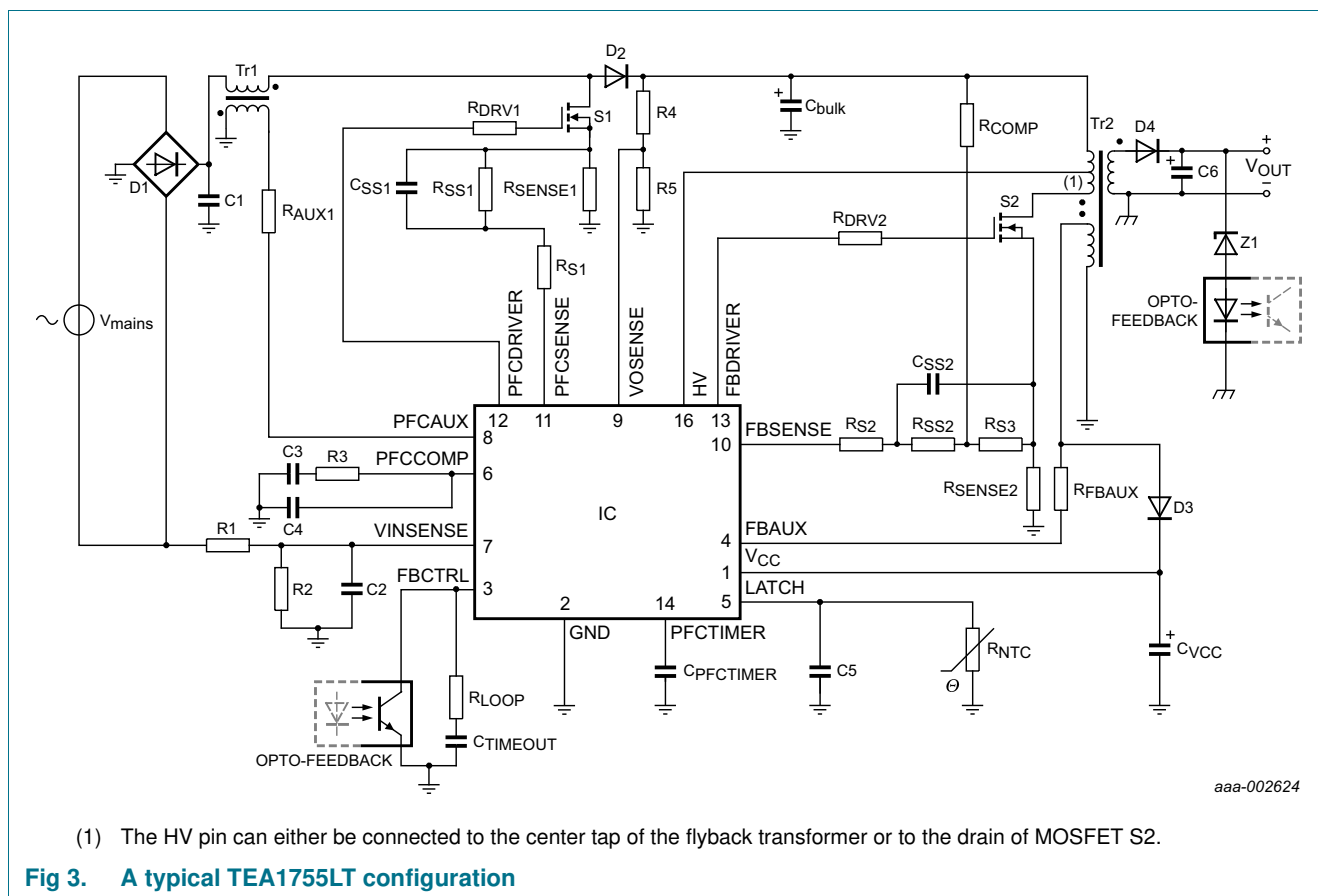 Tr1
D2
RDRV1
S1
R4
Cbulk
RCOMP
Tr2
D4
+
VOUT
−
C6
+
D1
C1
RAUX1
CSS1
RSS1
RSENSE1
R5
(1)
S2
RDRV2
Z1
RS1
OPTO-
FEEDBACK
Vmains
PFCDRIVER
PFCSENSE
VOSENSE
HV
FBDRIVER
CSS2
12
11
9
16
13
PFCAUX
8
FBSENSE
10
RS2
RSS2
RS3
C3
R3
PFCCOMP
6
C4
IC
RSENSE2
RFBAUX
D3
R1
VINSENSE
7
FBAUX
4
VCC
1
R2
C2
FBCTRL
3
2
14
LATCH
5
GND
PFCTIMER
CPFCTIMER
C5
RNTC
Θ
+
CVCC
RLOOP
CTIMEOUT
OPTO-FEEDBACK
aaa-002624
(1) The HV pin can either be connected to the center tap of the flyback transformer or to the drain of MOSFET S2.
Fig 3. A typical TEA1755LT configuration